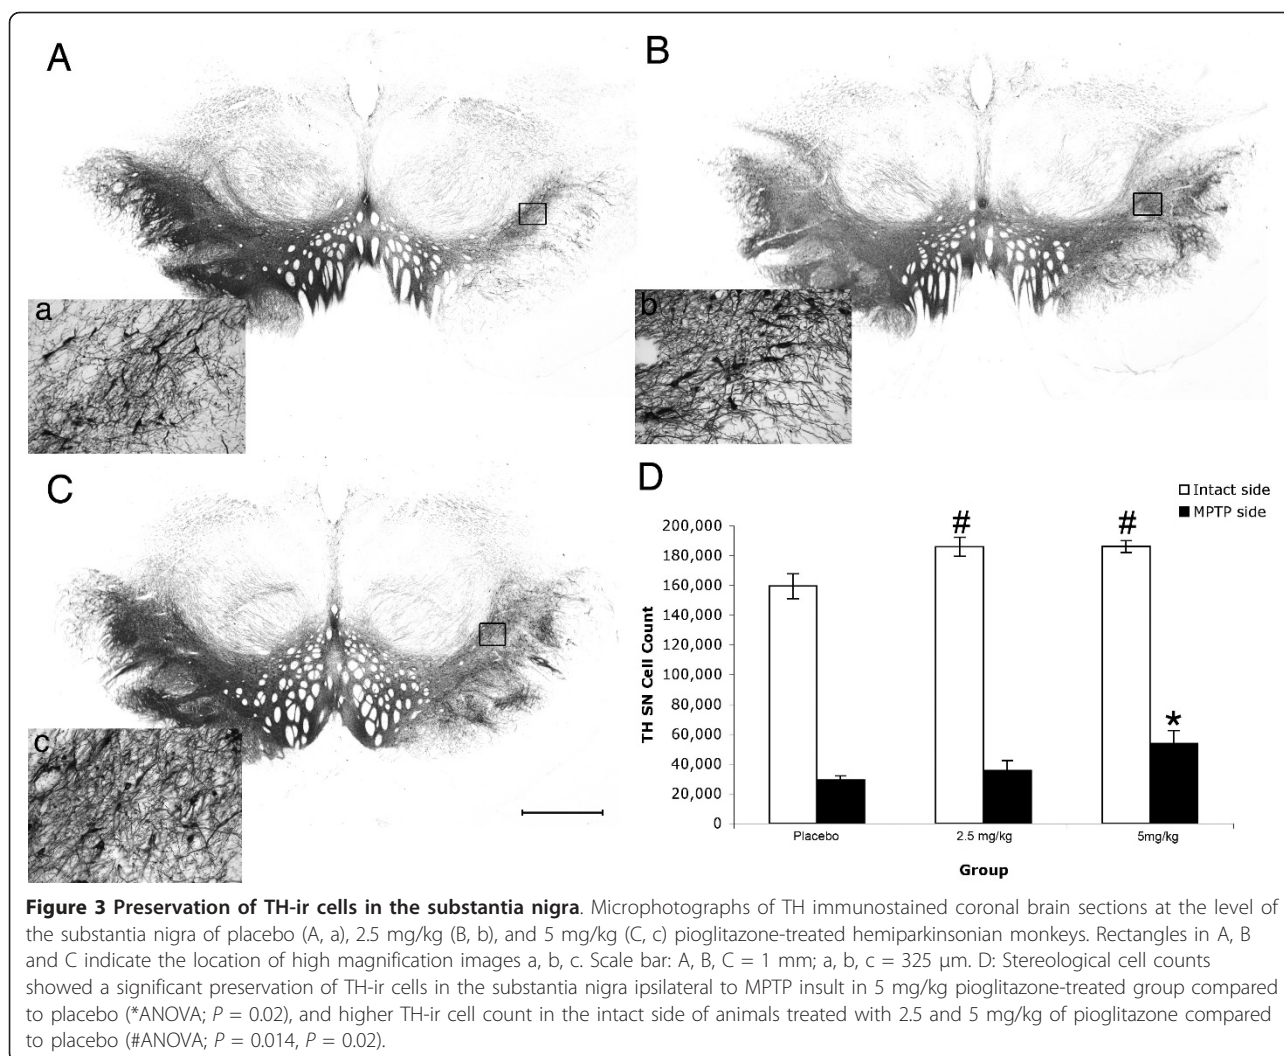 A
B
a
b
C
c
D
Intact side
MPTP side
200,000
180,000
160,000
140,000
120,000
100,000
80,000
60,000
40,000
20,000
0
TH SN Cell Count
#
#
*
Placebo
2.5 mg/kg
5mg/kg
Group
Figure 3 Preservation of TH-ir cells in the substantia nigra. Microphotographs of TH immunostained coronal brain sections at the level of
the substantia nigra of placebo (A, a), 2.5 mg/kg (B, b), and 5 mg/kg (C, c) pioglitazone-treated hemiparkinsonian monkeys. Rectangles in A, B
and C indicate the location of high magnification images a, b, c. Scale bar: A, B, C = 1 mm; a, b, c = 325 μm. D: Stereological cell counts
showed a significant preservation of TH-ir cells in the substantia nigra ipsilateral to MPTP insult in 5 mg/kg pioglitazone-treated group compared
to placebo (*ANOVA; P = 0.02), and higher TH-ir cell count in the intact side of animals treated with 2.5 and 5 mg/kg of pioglitazone compared
to placebo (#ANOVA; P = 0.014, P = 0.02).